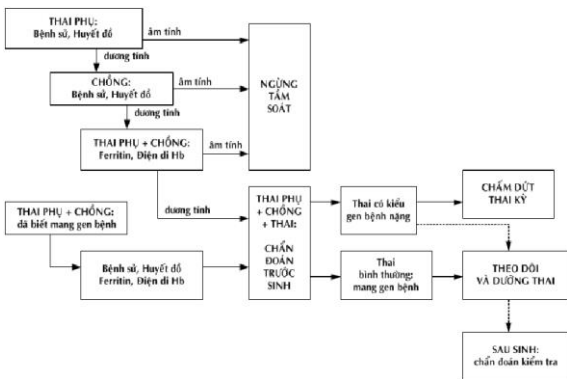 THAI PHỤ:
Bệnh sử, Huyết đồ
âm tính
dương tính
CHỒNG:
Bệnh sử, Huyết đồ
âm tính
dương tính
THAI PHỤ + CHỒNG:
Ferritin, Điện di Hb
âm tính
NGỪNG
TẦM
SOÁT
dương tính
THAI PHỤ + CHỒNG:
đã biết mang gen bệnh
Bệnh sử, Huyết đồ
Ferritin, Điện di Hb
THAI PHỤ
+ CHỒNG
+ THAI:
CHẨN
ĐOÁN
TRƯỚC
SINH
Thai có kiểu
gen bệnh nặng
CHẤM DỨT
THAI KỲ
Thai
bình thường;
mang gen bệnh
THEO DÕI
VÀ DƯỠNG THAI
SAU SINH:
chẩn đoán kiểm tra